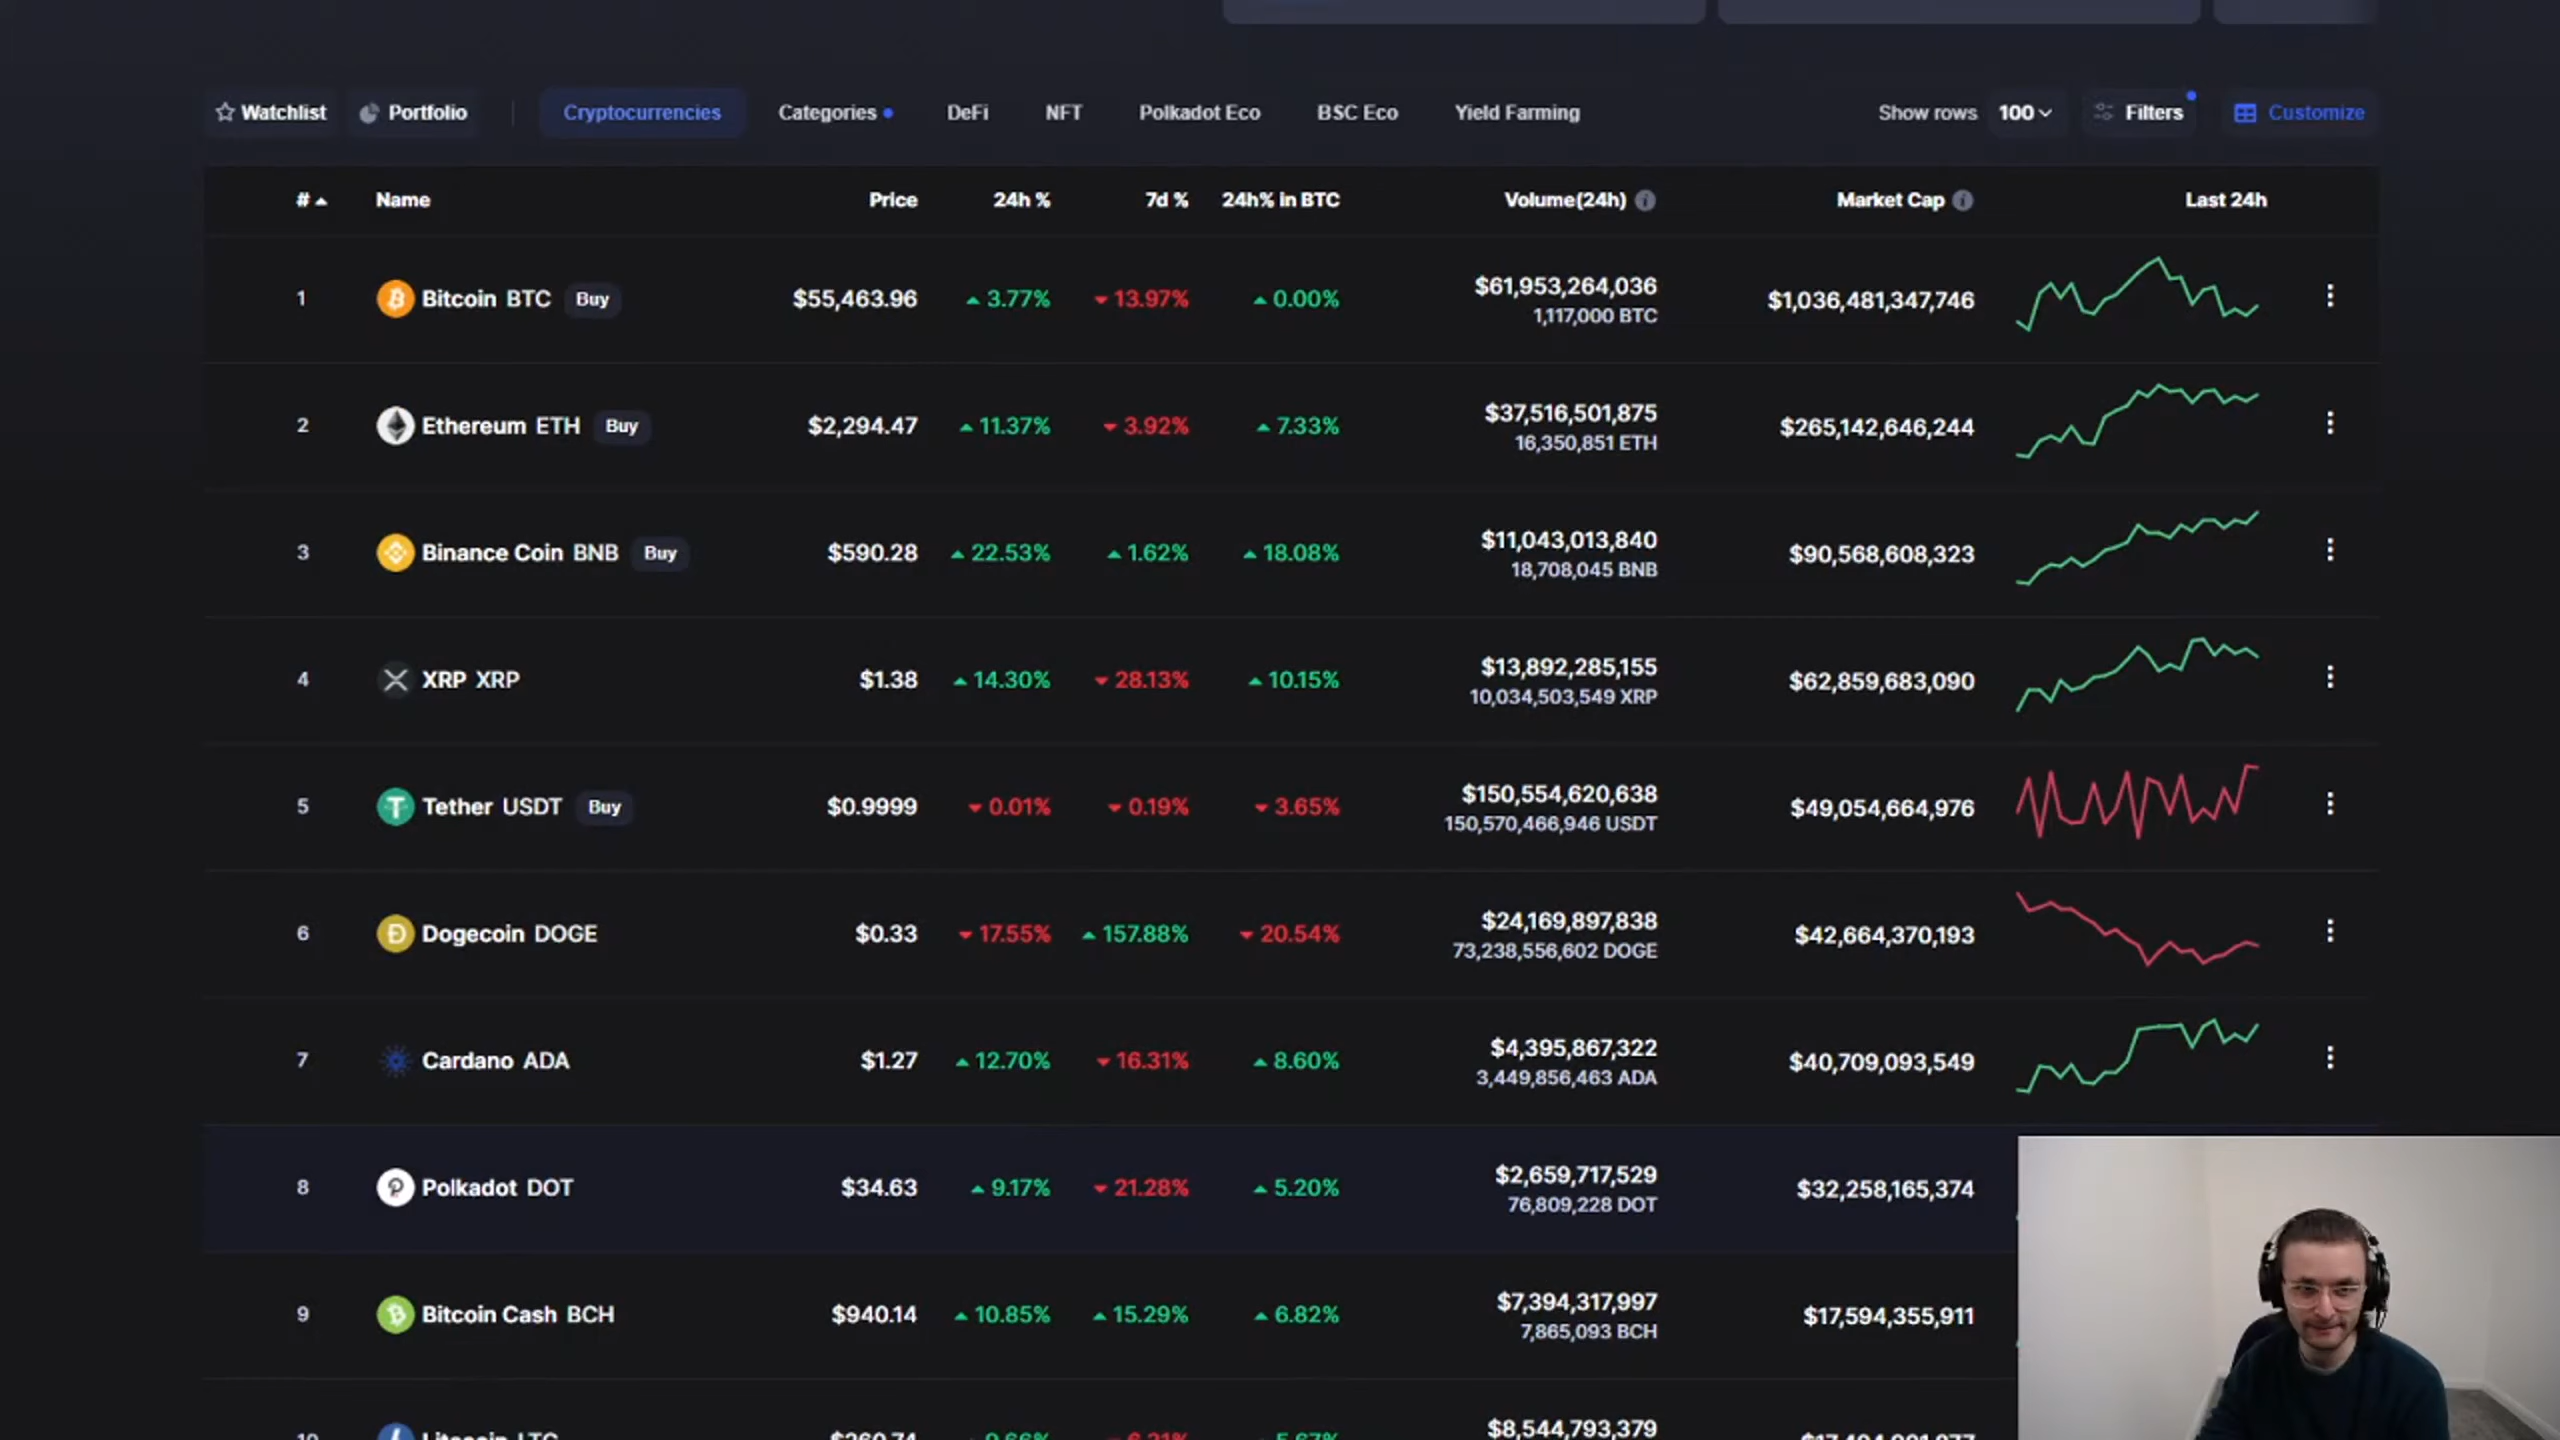 Watchlist Portfolio Cryptocurrencies Categories DeFi NFT Polkadot Eco BSC Eco Yield Farming Show rows 100 Filters Customize
# Name Price 24h % 7d % 24h% in BTC Volume(24h) Market Cap Last 24h
1 Bitcoin BTC Buy $55,463.96 3.77% 13.97% 0.00% $61,953,264,036 $1,036,481,347,746
1,117,000 BTC
2 Ethereum ETH Buy $2,294.47 11.37% 3.92% 7.33% $37,516,501,875 $265,142,646,244
16,350,851 ETH
3 Binance Coin BNB Buy $590.28 22.53% 1.62% 18.08% $11,043,013,840 $90,568,608,323
18,708,045 BNB
4 XRP XRP $1.38 14.30% 28.13% 10.15% $13,892,285,155 $62,859,683,090
10,034,503,549 XRP
5 Tether USDT Buy $0.9999 0.01% 0.19% 3.65% $150,554,620,638 $49,054,664,976
150,570,466,946 USDT
6 Dogecoin DOGE $0.33 17.55% 157.88% 20.54% $24,169,897,838 $42,664,370,193
73,238,556,602 DOGE
7 Cardano ADA $1.27 12.70% 16.31% 8.60% $4,395,867,322 $40,709,093,549
3,449,856,463 ADA
8 Polkadot DOT $34.63 9.17% 21.28% 5.20% $2,659,717,529 $32,258,165,374
76,809,228 DOT
9 Bitcoin Cash BCH $940.14 10.85% 15.29% 6.82% $7,394,317,997 $17,594,355,911
7,865,093 BCH
10 Litecoin LTC $8,544,793,379